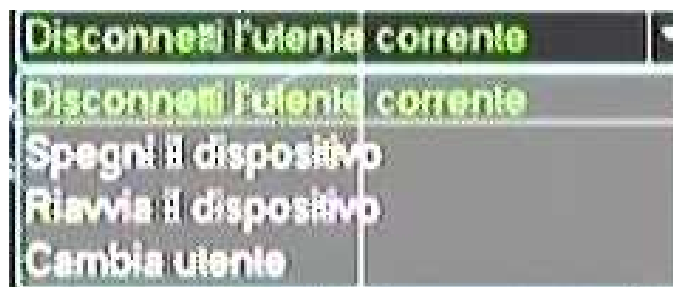 Disconnetti l'utente corrente
Disconnetti l'utente corrente
Spegni il dispositivo
Riavvia il dispositivo
Cambia utente